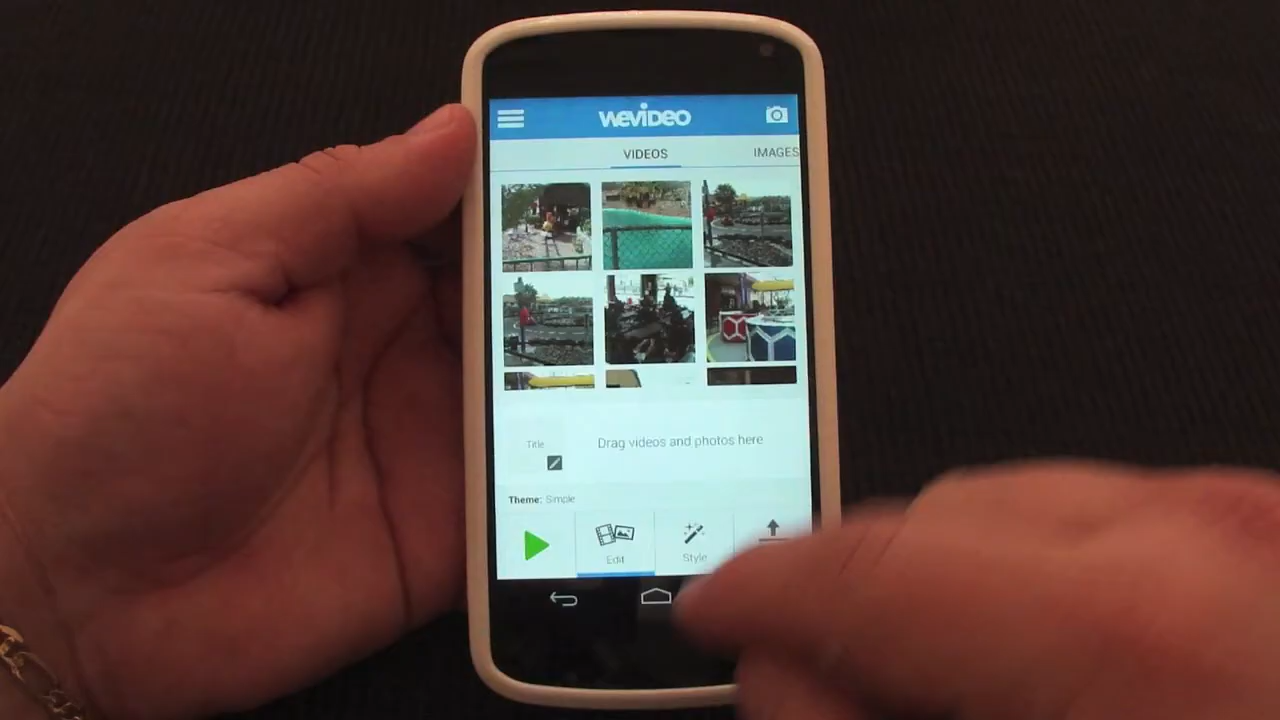 WeVideo
VIDEOS IMAGES
Title
Drag videos and photos here
Theme: Simple
Edit Style